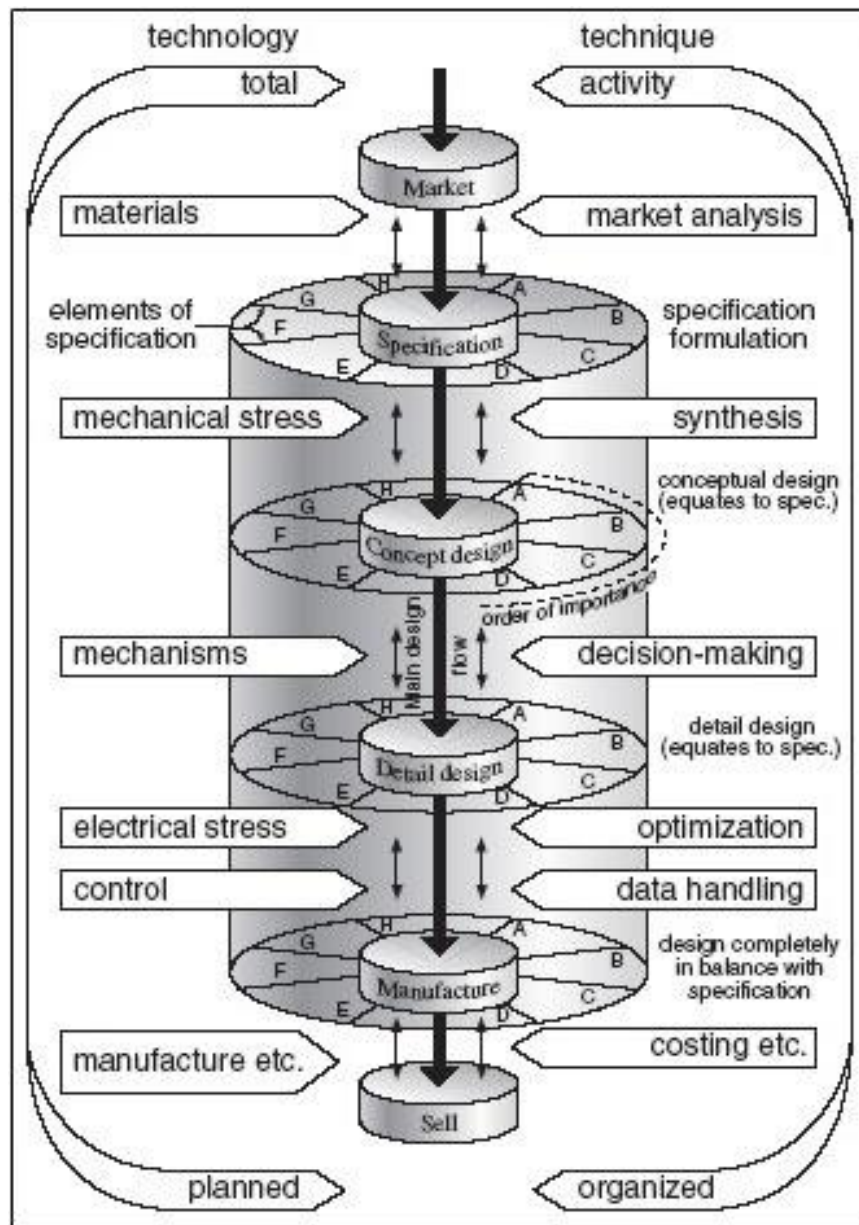 technology
technique
total
activity
Market
materials
market analysis
H
A
G
B
elements of
specification
F
Specification
specification
formulation
E
D
C
mechanical stress
synthesis
conceptual design
(equates to spec.)
H
A
G
B
F
Concept design
E
D
C
order of importance
Main design
flow
mechanisms
decision-making
H
A
G
B
detail design
(equates to spec.)
F
Detail design
E
D
C
electrical stress
optimization
control
data handling
H
A
G
B
design completely
in balance with
specification
F
Manufacture
E
D
C
manufacture etc.
costing etc.
Sell
planned
organized